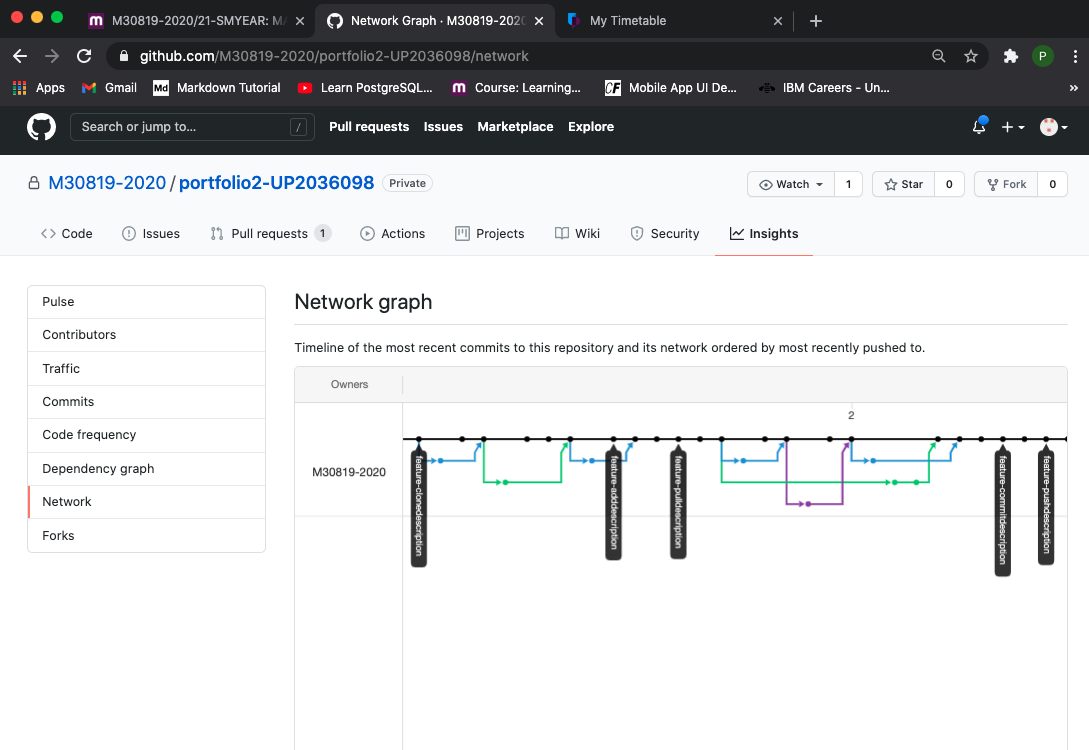 M30819-2020/21-SMYEAR: MA
Network Graph · M30819-2020
My Timetable
github.com/M30819-2020/portfolio2-UP2036098/network
P
Apps
Gmail
Markdown Tutorial
Learn PostgreSQL...
Course: Learning...
Mobile App UI De...
IBM Careers - Un...
»
Search or jump to...
/
Pull requests
Issues
Marketplace
Explore
M30819-2020 / portfolio2-UP2036098
Private
Watch
1
Star
0
Fork
0
Code
Issues
Pull requests 1
Actions
Projects
Wiki
Security
Insights
Pulse
Contributors
Traffic
Commits
Code frequency
Dependency graph
Network
Forks
Network graph
Timeline of the most recent commits to this repository and its network ordered by most recently pushed to.
Owners
2
M30819-2020
feature-clonedescription
feature-adddescription
feature-pulldescription
feature-commitdescription
feature-pushdescription